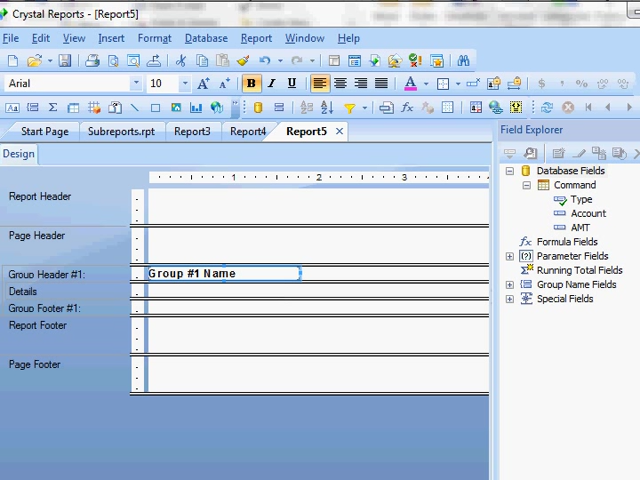 Crystal Reports - [Report5]
File Edit View Insert Format Database Report Window Help
Arial 10 A A B I U A $ % , .0 .00
Aa Σ
Start Page Subreports.rpt Report3 Report4 Report5 ×
Field Explorer
Design
1 2 3
Report Header
Page Header
Group Header #1:
Group #1 Name
Details
Group Footer #1:
Report Footer
Page Footer
Database Fields
Command
Type
Account
AMT
Formula Fields
Parameter Fields
Running Total Fields
Group Name Fields
Special Fields